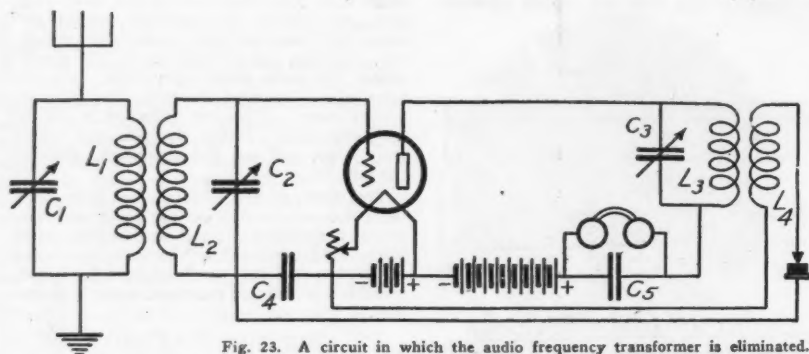 C1
L1
L2
C2
C4
- +
- +
C5
C3
L3
L4
Fig. 23. A circuit in which the audio frequency transformer is eliminated.